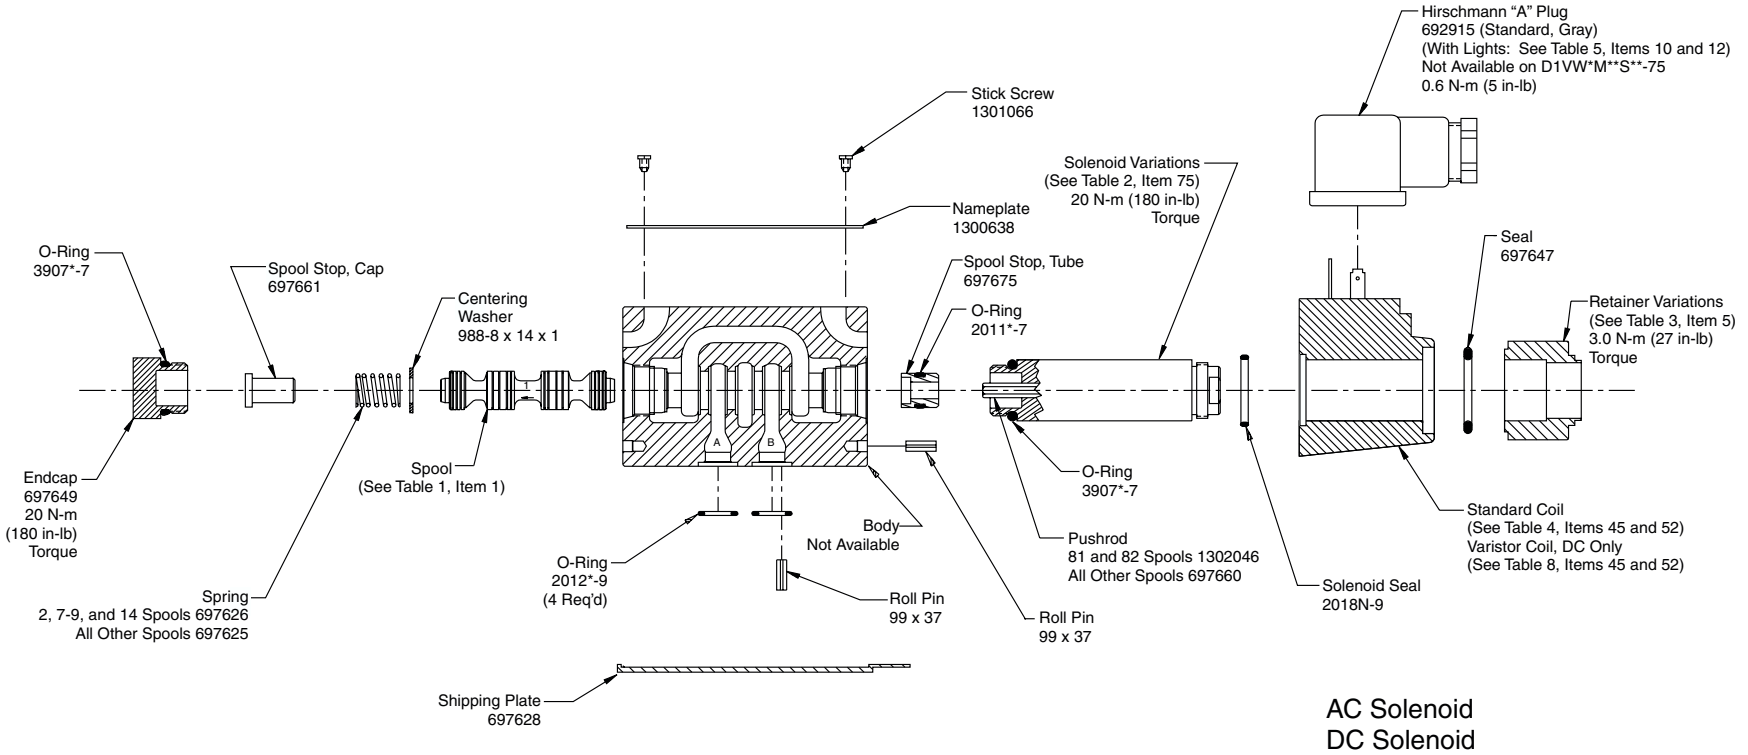 Hirschmann “A” Plug
692915 (Standard, Gray)
(With Lights:  See Table 5, Items 10 and 12)
Not Available on D1VW*M**S**-75
0.6 N-m (5 in-lb)
Stick Screw
1301066
Solenoid Variations
(See Table 2, Item 75)
20 N-m (180 in-lb)
Torque
Nameplate
1300638
O-Ring
3907*-7
Spool Stop, Cap
697661
Centering
Washer
988-8 x 14 x 1
Spool Stop, Tube
697675
O-Ring
2011*-7
Seal
697647
Retainer Variations
(See Table 3, Item 5)
3.0 N-m (27 in-lb)
Torque
1
A
B
Endcap
697649
20 N-m
(180 in-lb)
Torque
Spool
(See Table 1, Item 1)
O-Ring
3907*-7
Body
Not Available
Standard Coil
(See Table 4, Items 45 and 52)
Varistor Coil, DC Only
(See Table 8, Items 45 and 52)
Pushrod
81 and 82 Spools 1302046
All Other Spools 697660
O-Ring
2012*-9
(4 Req’d)
Solenoid Seal
2018N-9
Spring
2, 7-9, and 14 Spools 697626
All Other Spools 697625
Roll Pin
99 x 37
Roll Pin
99 x 37
Shipping Plate
697628
AC Solenoid
DC Solenoid